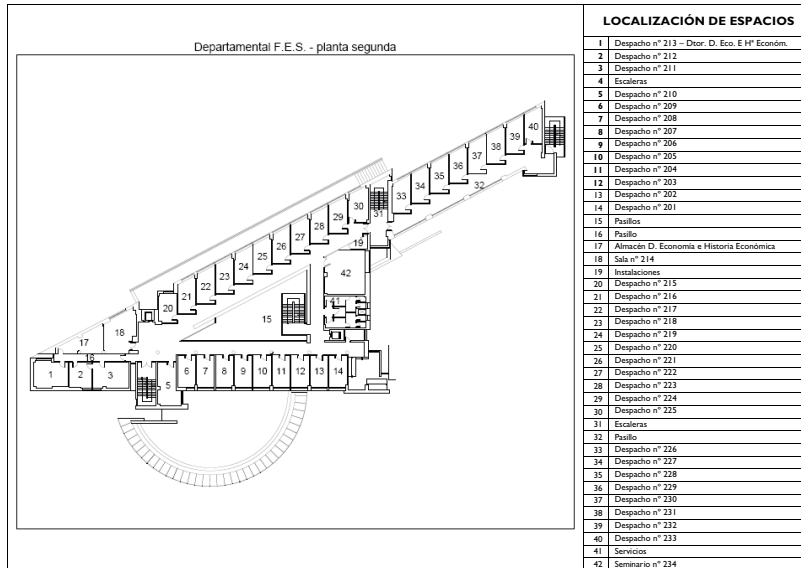 Departamental F.E.S. - planta segunda
40
39
38
37
36
35
34
33
32
31
30
29
28
27
26
25
24
23
22
21
20
19
42
41
15
18
17
16
1
2
3
5
6
7
8
9
10
11
12
13
14
LOCALIZACIÓN DE ESPACIOS
1 Despacho nº 213 – Dtor. D. Eco. E Hª Económ.
2 Despacho nº 212
3 Despacho nº 211
4 Escaleras
5 Despacho nº 210
6 Despacho nº 209
7 Despacho nº 208
8 Despacho nº 207
9 Despacho nº 206
10 Despacho nº 205
11 Despacho nº 204
12 Despacho nº 203
13 Despacho nº 202
14 Despacho nº 201
15 Pasillos
16 Pasillo
17 Almacén D. Economía e Historia Económica
18 Sala nº 214
19 Instalaciones
20 Despacho nº 215
21 Despacho nº 216
22 Despacho nº 217
23 Despacho nº 218
24 Despacho nº 219
25 Despacho nº 220
26 Despacho nº 221
27 Despacho nº 222
28 Despacho nº 223
29 Despacho nº 224
30 Despacho nº 225
31 Escaleras
32 Pasillo
33 Despacho nº 226
34 Despacho nº 227
35 Despacho nº 228
36 Despacho nº 229
37 Despacho nº 230
38 Despacho nº 231
39 Despacho nº 232
40 Despacho nº 233
41 Servicios
42 Seminario nº 234